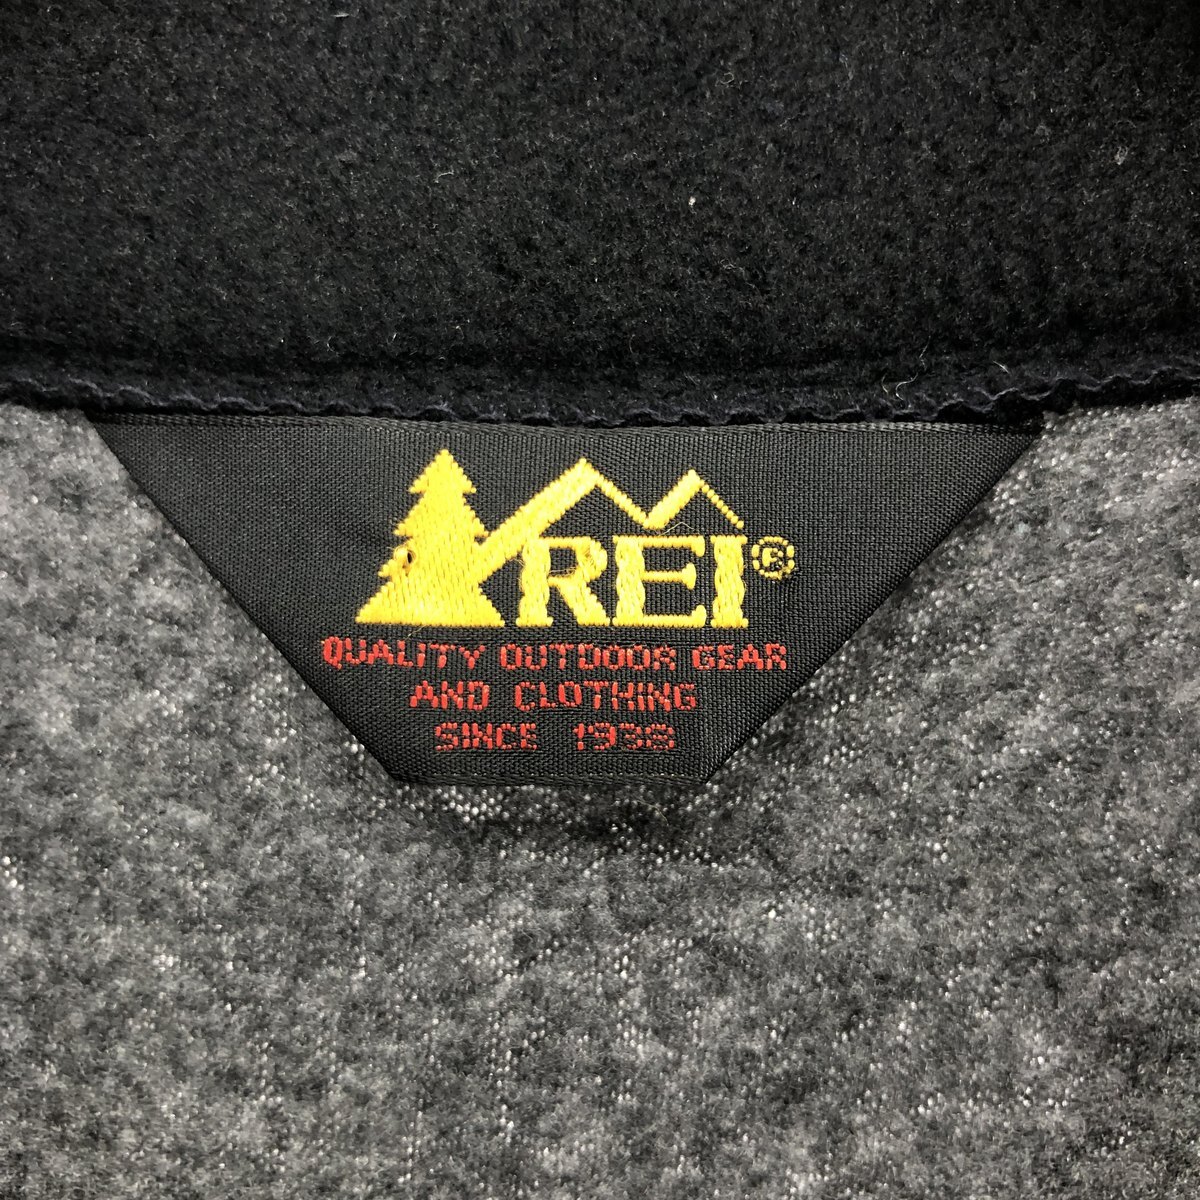 REI®
QUALITY OUTDOOR GEAR
AND CLOTHING
SINCE 1938